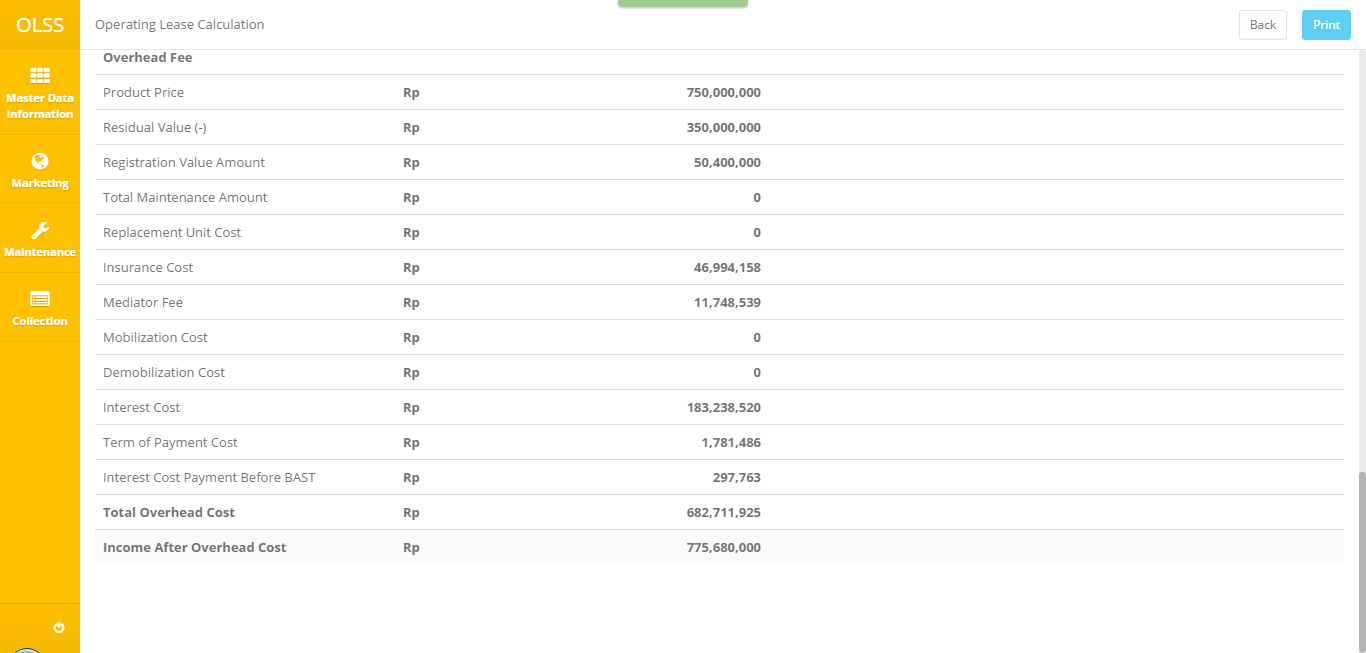 OLSS
Operating Lease Calculation
Back
Print
Master Data
Information
Marketing
Maintenance
Collection
Overhead Fee
Product Price Rp 750,000,000
Residual Value (-) Rp 350,000,000
Registration Value Amount Rp 50,400,000
Total Maintenance Amount Rp 0
Replacement Unit Cost Rp 0
Insurance Cost Rp 46,994,158
Mediator Fee Rp 11,748,539
Mobilization Cost Rp 0
Demobilization Cost Rp 0
Interest Cost Rp 183,238,520
Term of Payment Cost Rp 1,781,486
Interest Cost Payment Before BAST Rp 297,763
Total Overhead Cost Rp 682,711,925
Income After Overhead Cost Rp 775,680,000